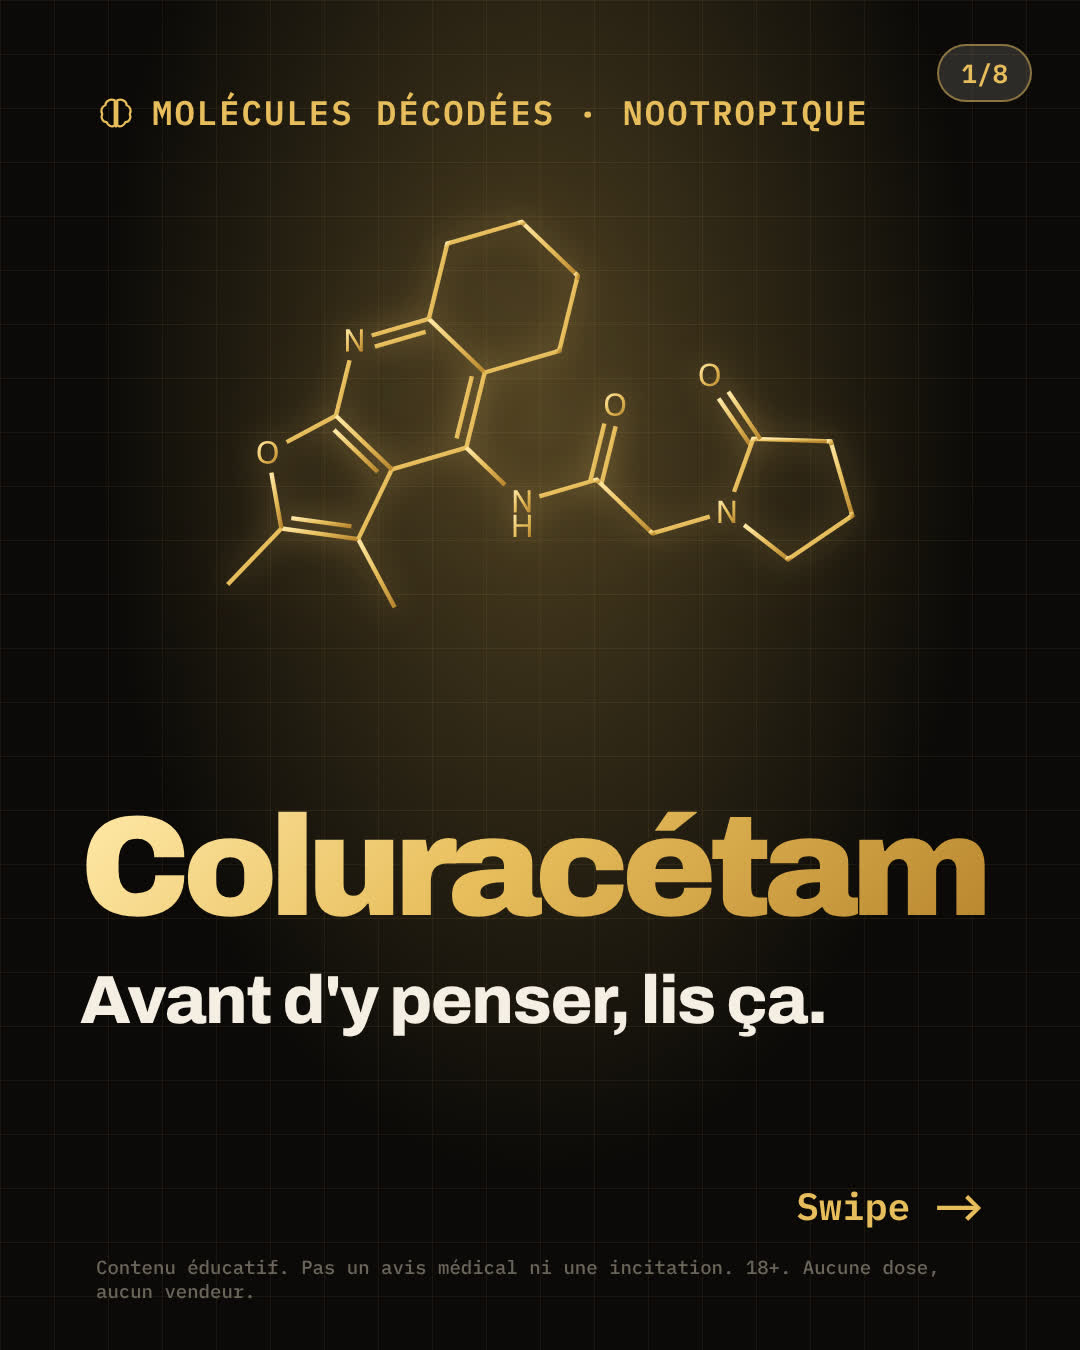 1/8
MOLÉCULES DÉCODÉES · NOOTROPIQUE
N
O
O
O
N
H
N
Coluracétam
Avant d'y penser, lis ça.
Swipe →
Contenu éducatif. Pas un avis médical ni une incitation. 18+. Aucune dose,
aucun vendeur.